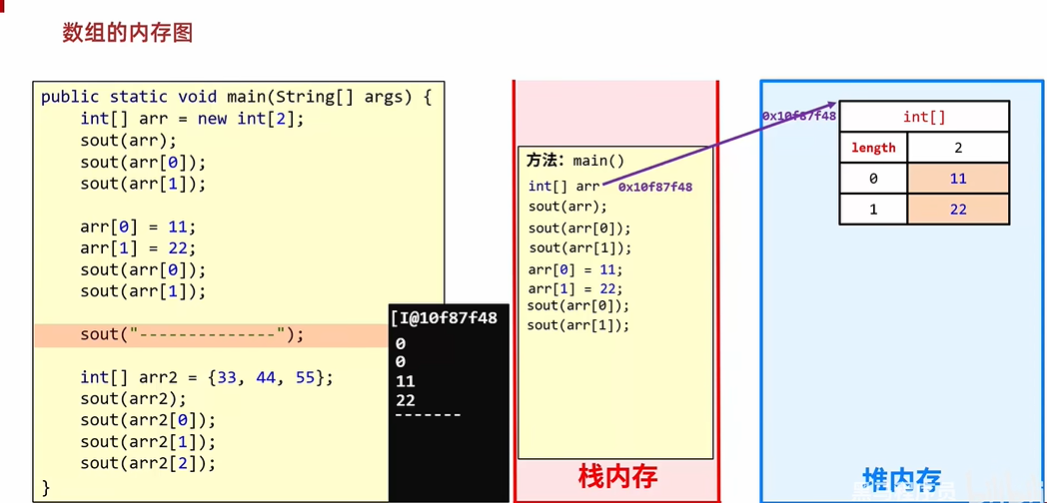 数组的内存图
public static void main(String[] args) {
int[] arr = new int[2];
sout(arr);
sout(arr[0]);
sout(arr[1]);
arr[0] = 11;
arr[1] = 22;
sout(arr[0]);
sout(arr[1]);
sout("--------------");
int[] arr2 = {33, 44, 55};
sout(arr2);
sout(arr2[0]);
sout(arr2[1]);
sout(arr2[2]);
}
[I@10f87f48
0
0
11
22
-------
方法：main()
int[] arr 0x10f87f48
sout(arr);
sout(arr[0]);
sout(arr[1]);
arr[0] = 11;
arr[1] = 22;
sout(arr[0]);
sout(arr[1]);
栈内存
0x10f87f48
int[]
length 2
0 11
1 22
堆内存